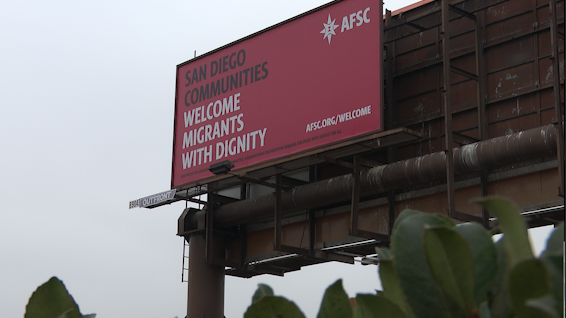 AFSC
SAN DIEGO
COMMUNITIES
WELCOME
MIGRANTS
WITH DIGNITY
AFSC.ORG/WELCOME
OUTFRONT